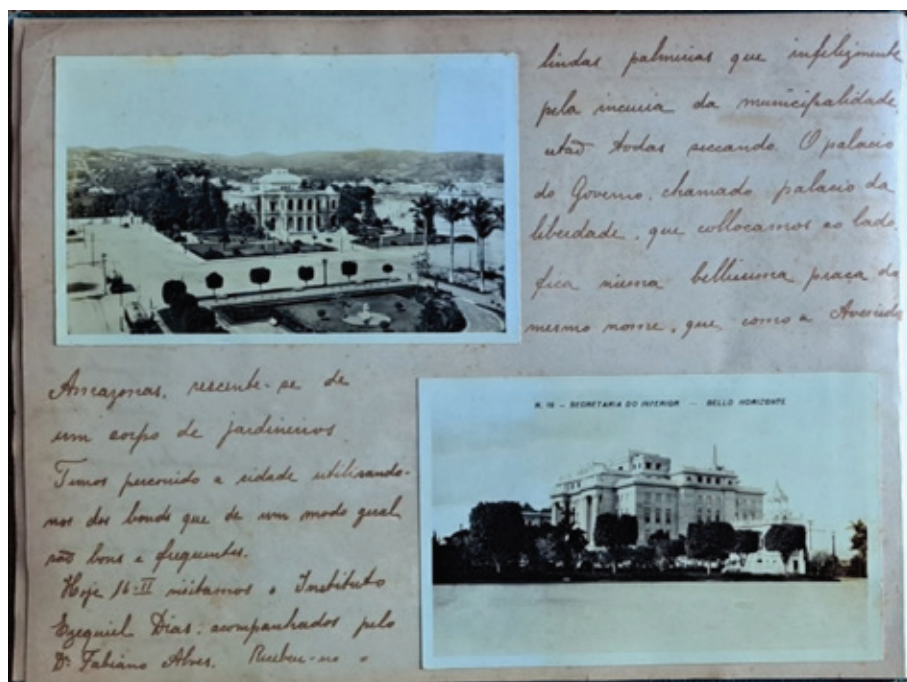 lindas palmeiras que infelizmente
pela incuria da municipalidade
estão todas seccando. O palacio
do Governo, chamado palacio da
liberdade, que collocamos ao lado,
fica numa bellissima praça do
mesmo nome, que, como a Avenida
Amazonas, resente-se de
um corpo de jardineiros
Temos percorrido a cidade utilisando-
nos dos bonds que de um modo geral
são bons e frequentes.
Hoje 16-II visitamos o Instituto
Ezequiel Dias, acompanhados pelo
Dr. Fabiano Alves. Recebeu-no o
N. 16 — SECRETARIA DO INTERIOR — BELLO HORIZONTE